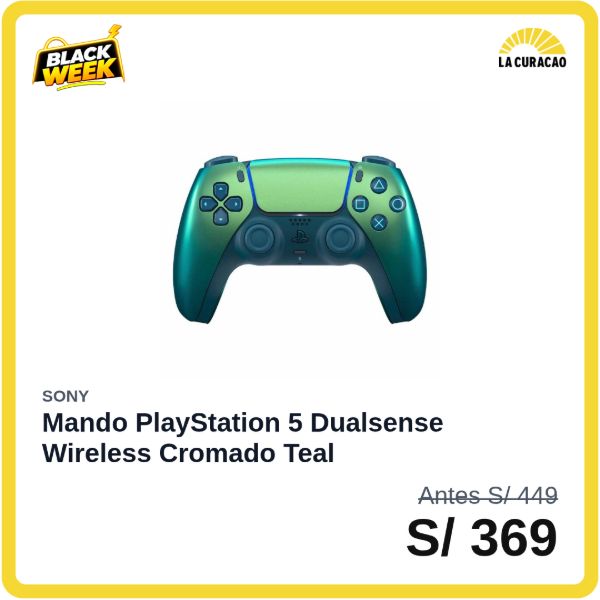 BLACK
WEEK
LA CURACAO
SONY
Mando PlayStation 5 Dualsense
Wireless Cromado Teal
Antes S/ 449
S/ 369